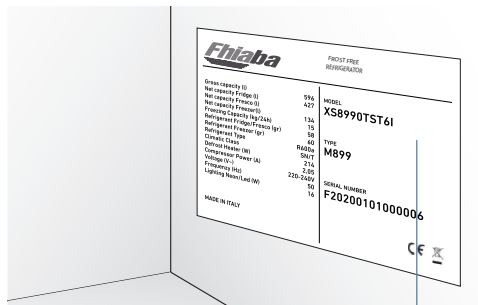 Fhiaba
FROST FREE
REFRIGERATOR
Gross capacity (l) 596
Net capacity Fridge (l) 427
Net capacity Fresco (l)
Net capacity Freezer(l) 134
Freezing Capacity (kg/24h) 15
Refrigerant Fridge/Fresco (gr) 58
Refrigerant Freezer (gr) 60
Refrigerant Type R600a
Climatic Class SN/T
Defrost Heater (W) 214
Compressor Power (A) 2,05
Voltage (V~) 220-240V
Frequency (Hz) 50
Lighting Neon/Led (W) 16
MADE IN ITALY
MODEL
XS8990TST6I
TYPE
M899
SERIAL NUMBER
F20200101000006
CE